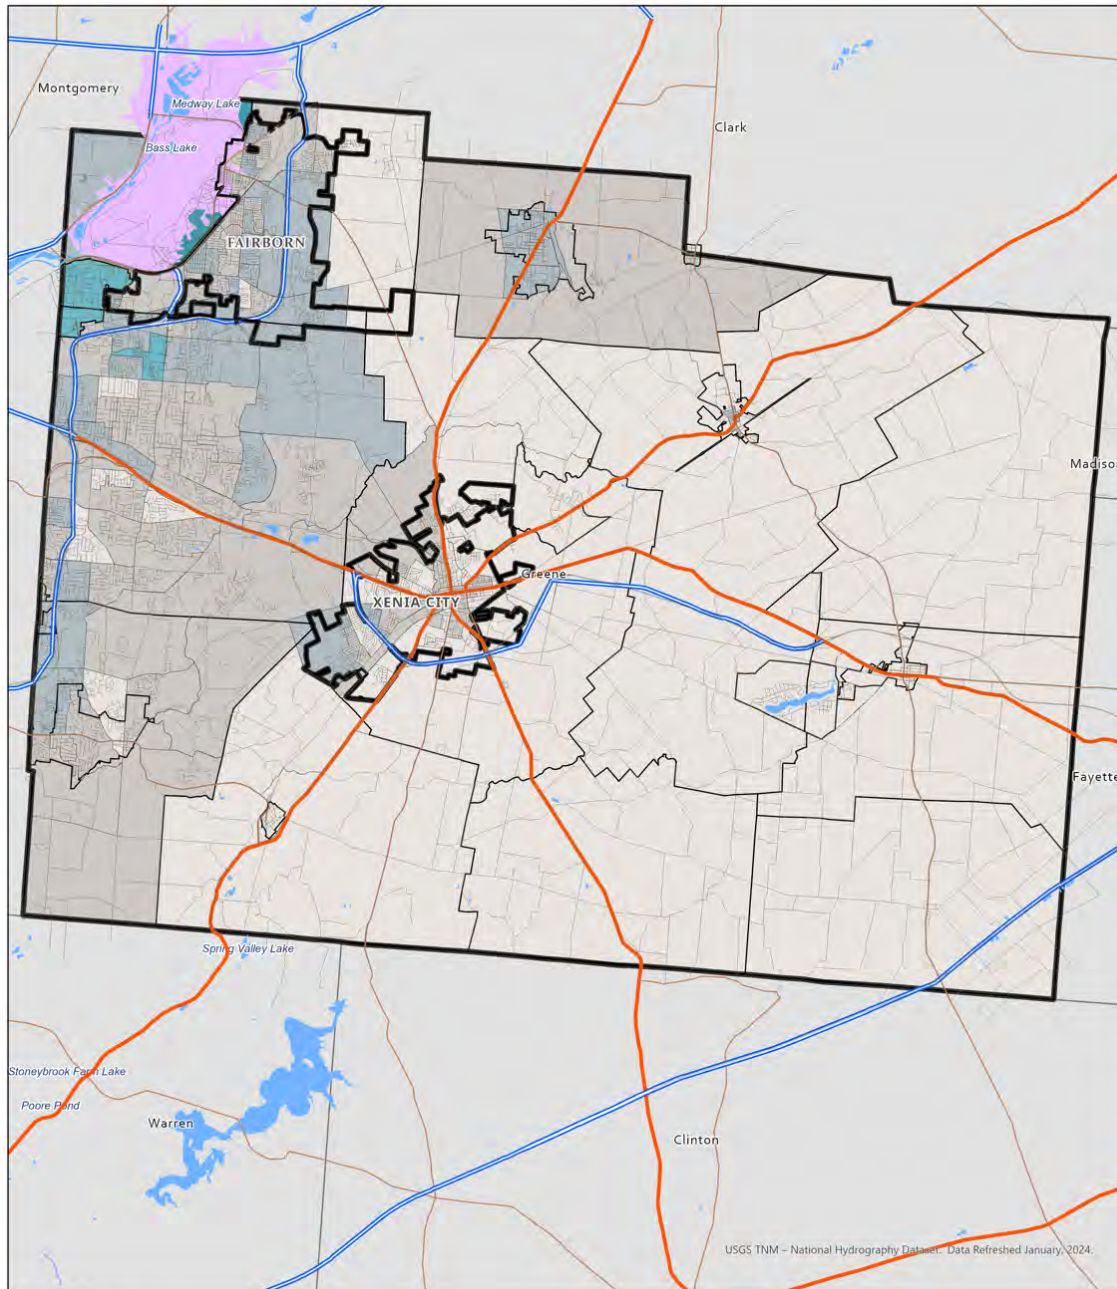 Montgomery
Medway Lake
Clark
Bass Lake
FAIRBORN
Madison
Greene
XENIA CITY
Fayette
Spring Valley Lake
Stoneybrook Farm Lake
Poore Pond
Warren
Clinton
USGS TNM – National Hydrography Dataset. Data Refreshed January, 2024.